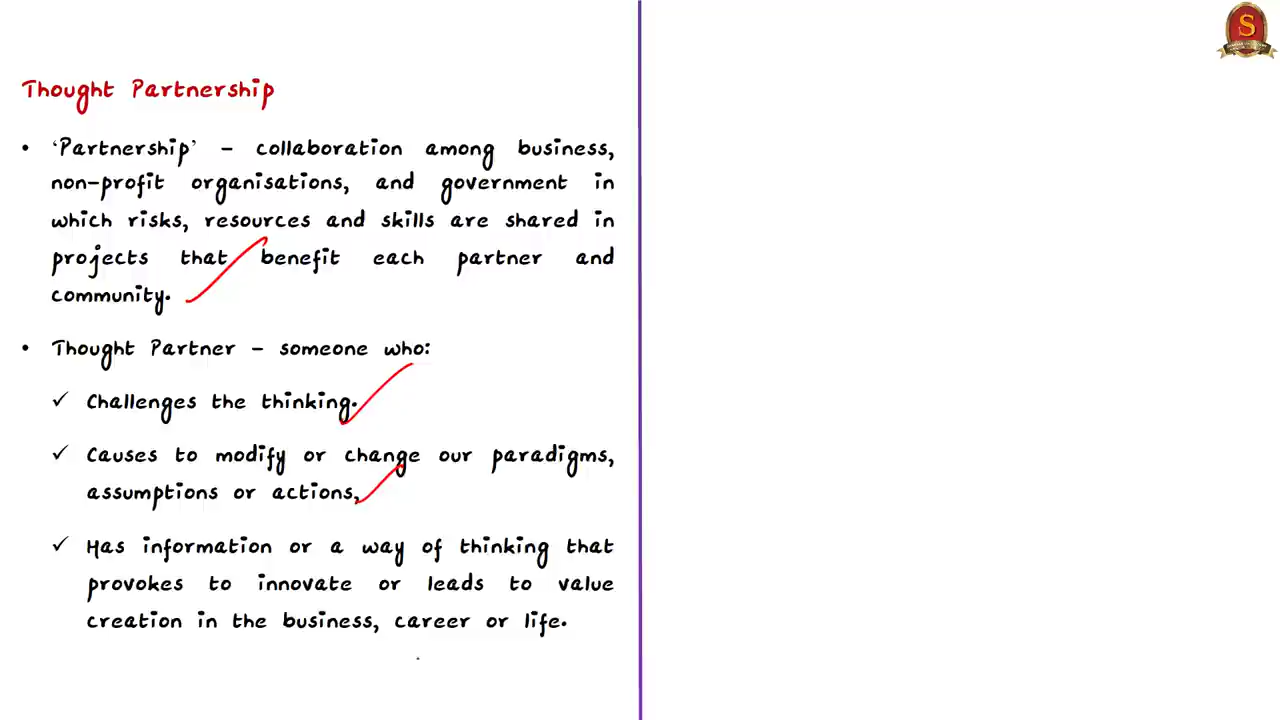 Thought Partnership
• ‘Partnership’ – collaboration among business,
non-profit organisations, and government in
which risks, resources and skills are shared in
projects that benefit each partner and
community.
• Thought Partner – someone who:
✓ Challenges the thinking.
✓ Causes to modify or change our paradigms,
assumptions or actions,
✓ Has information or a way of thinking that
provokes to innovate or leads to value
creation in the business, career or life.
S